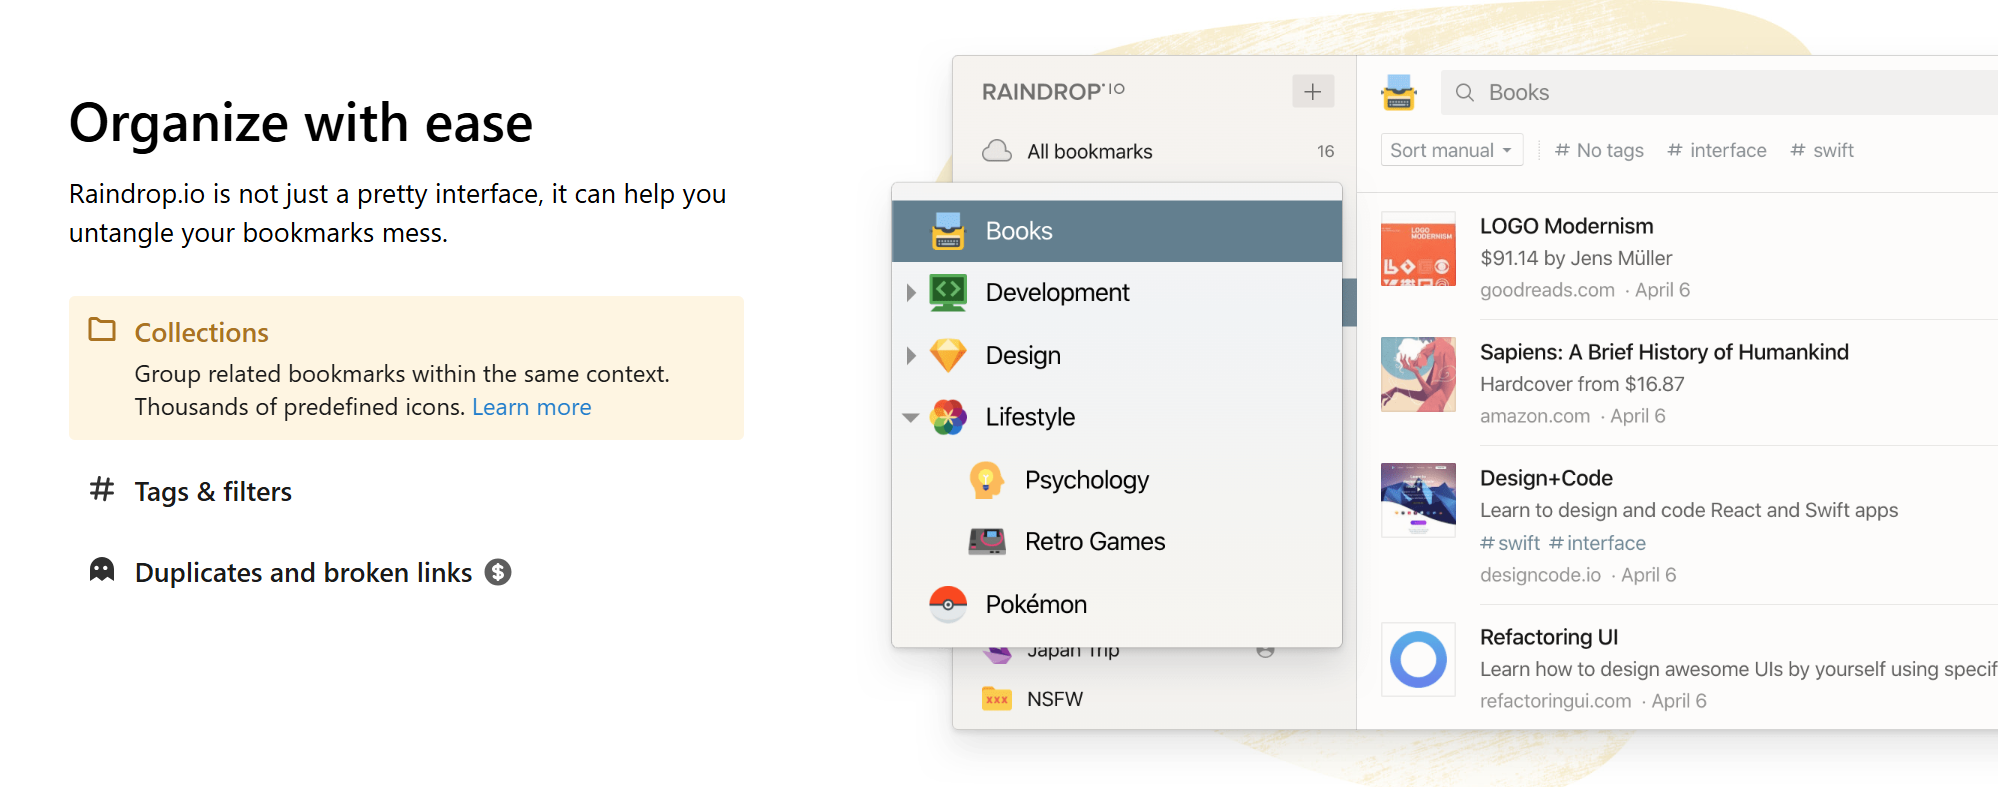 Organize with ease
Raindrop.io is not just a pretty interface, it can help you
untangle your bookmarks mess.
Collections
Group related bookmarks within the same context.
Thousands of predefined icons. Learn more
# Tags & filters
Duplicates and broken links $
RAINDROP.IO
+
All bookmarks 16
Books
Development
Design
Lifestyle
Psychology
Retro Games
Pokémon
Japan Trip
xxx NSFW
Books
Sort manual # No tags # interface # swift
LOGO
MODERNISM
LOGO Modernism
$91.14 by Jens Müller
goodreads.com · April 6
Sapiens: A Brief History of Humankind
Hardcover from $16.87
amazon.com · April 6
Design+Code
Learn to design and code React and Swift apps
# swift # interface
designcode.io · April 6
Refactoring UI
Learn how to design awesome UIs by yourself using specif
refactoringui.com · April 6